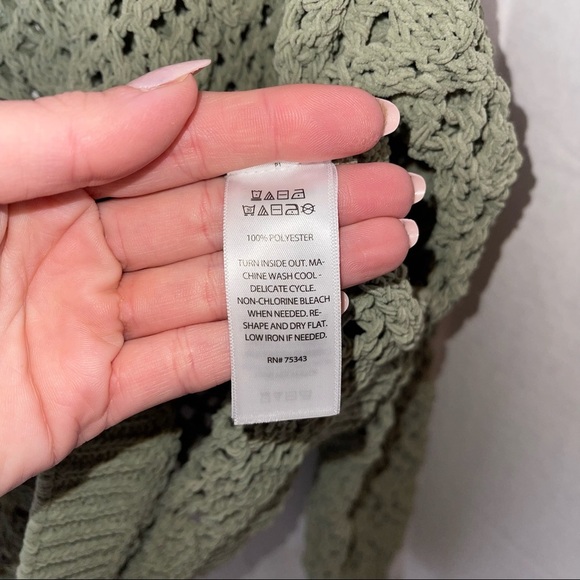 100% POLYESTER
TURN INSIDE OUT. MA-
CHINE WASH COOL -
DELICATE CYCLE.
NON-CHLORINE BLEACH
WHEN NEEDED. RE-
SHAPE AND DRY FLAT.
LOW IRON IF NEEDED.
RN# 75343